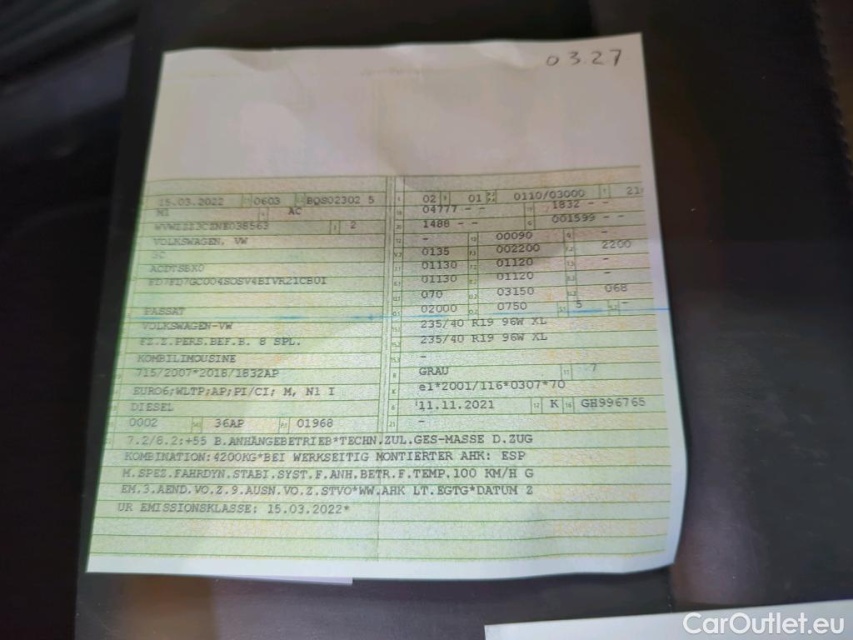 03.27
15.03.2022 0603 BQS02302 5
M1 AC
2
VOLKSWAGEN, VW
3C
PASSAT
VOLKSWAGEN-VW
FZ.Z.PERS.BEF.B. 8 SPL.
KOMBILIMOUSINE
715/2007*2018/1832AP
EURO6;WLTP;AP;PI/CI; M, N1 I
DIESEL
0002 36AP 01968
02 01 0110/03000
04777 - - 1832 - -
1488 - - 001599 - -
- 00090 -
0135 002200 2200
01130 01120 -
01130 01120 -
070 03150 068
02000 0750 5 -
235/40 R19 96W XL
235/40 R19 96W XL
-
GRAU 7
e1*2001/116*0307*70
11.11.2021 K GH996765
-
7.2/8.2:+55 B.ANHÄNGEBETRIEB*TECHN.ZUL.GES-MASSE D.ZUG
KOMBINATION:4200KG*BEI WERKSEITIG MONTIERTER AHK: ESP
M.SPEZ.FAHRDYN.STABI.SYST.F.ANH.BETR.F.TEMP.100 KM/H G
EM.3.AEND.VO.Z.9.AUSN.VO.Z.STVO*WW.AHK LT.EGTG*DATUM Z
UR EMISSIONSKLASSE: 15.03.2022*
CarOutlet.eu